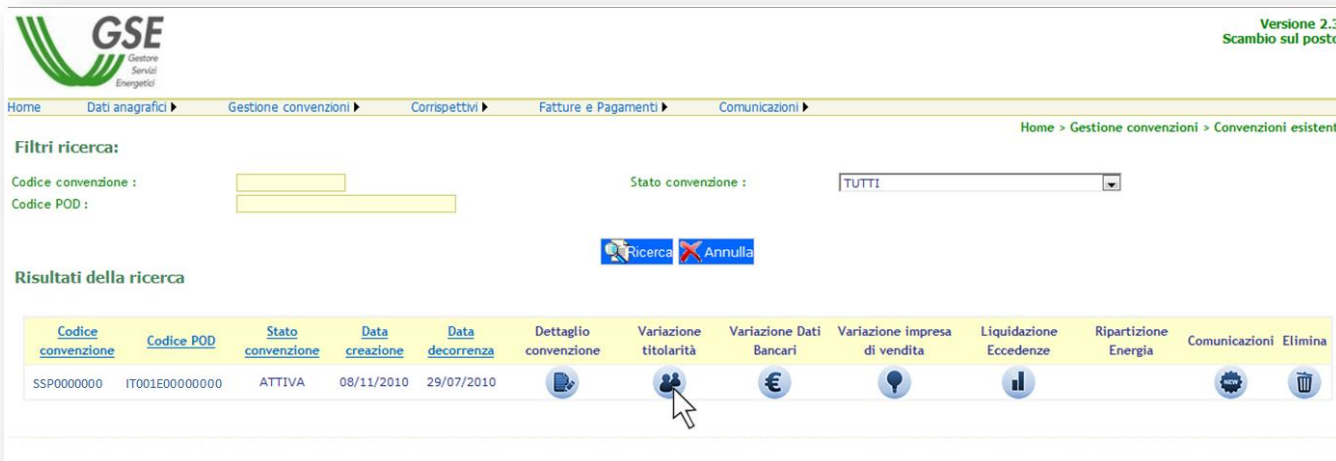 GSE
Gestore
Servizi
Energetici
Versione 2.3
Scambio sul posto
Home Dati anagrafici Gestione convenzioni Corrispettivi Fatture e Pagamenti Comunicazioni
Home > Gestione convenzioni > Convenzioni esistent
Filtri ricerca:
Codice convenzione : Stato convenzione : TUTTI
Codice POD :
Ricerca Annulla
Risultati della ricerca
Codice convenzione Codice POD Stato convenzione Data creazione Data decorrenza Dettaglio convenzione Variazione titolarità Variazione Dati Bancari Variazione impresa di vendita Liquidazione Eccedenze Ripartizione Energia Comunicazioni Elimina
SSP0000000 IT001E00000000 ATTIVA 08/11/2010 29/07/2010 € NEW